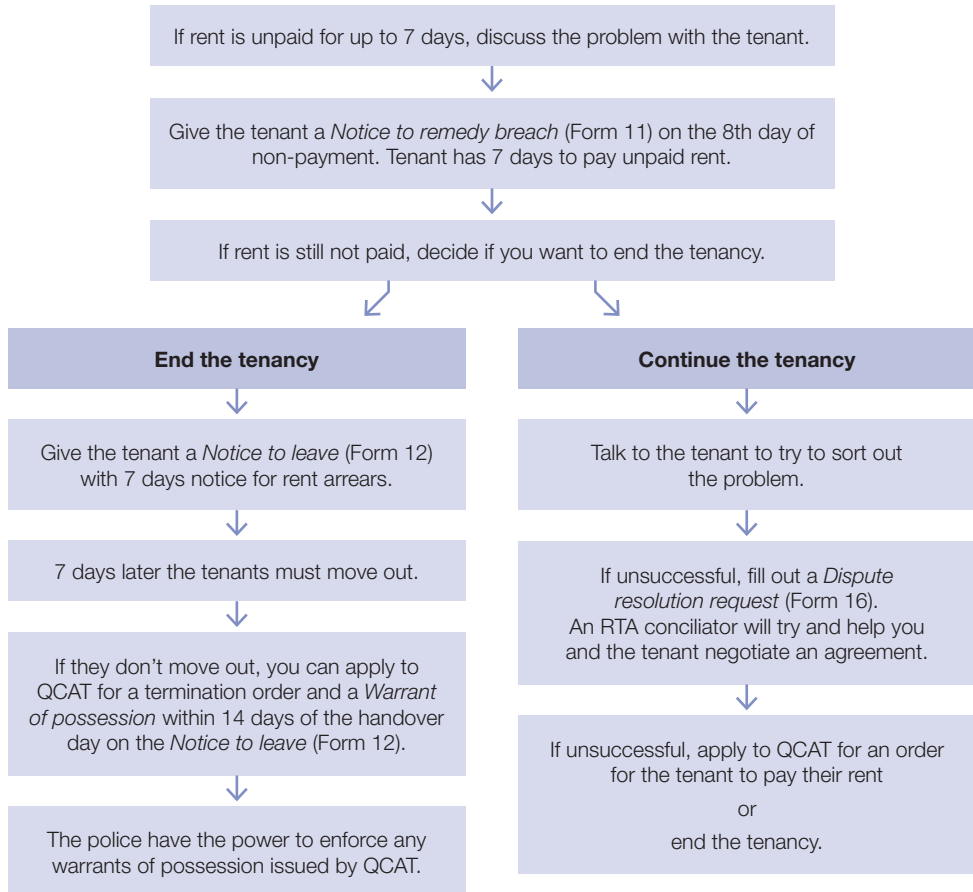 If rent is unpaid for up to 7 days, discuss the problem with the tenant.
Give the tenant a Notice to remedy breach (Form 11) on the 8th day of
non-payment. Tenant has 7 days to pay unpaid rent.
If rent is still not paid, decide if you want to end the tenancy.
End the tenancy
Give the tenant a Notice to leave (Form 12)
with 7 days notice for rent arrears.
7 days later the tenants must move out.
If they don’t move out, you can apply to
QCAT for a termination order and a Warrant
of possession within 14 days of the handover
day on the Notice to leave (Form 12).
The police have the power to enforce any
warrants of possession issued by QCAT.
Continue the tenancy
Talk to the tenant to try to sort out
the problem.
If unsuccessful, fill out a Dispute
resolution request (Form 16).
An RTA conciliator will try and help you
and the tenant negotiate an agreement.
If unsuccessful, apply to QCAT for an order
for the tenant to pay their rent
or
end the tenancy.